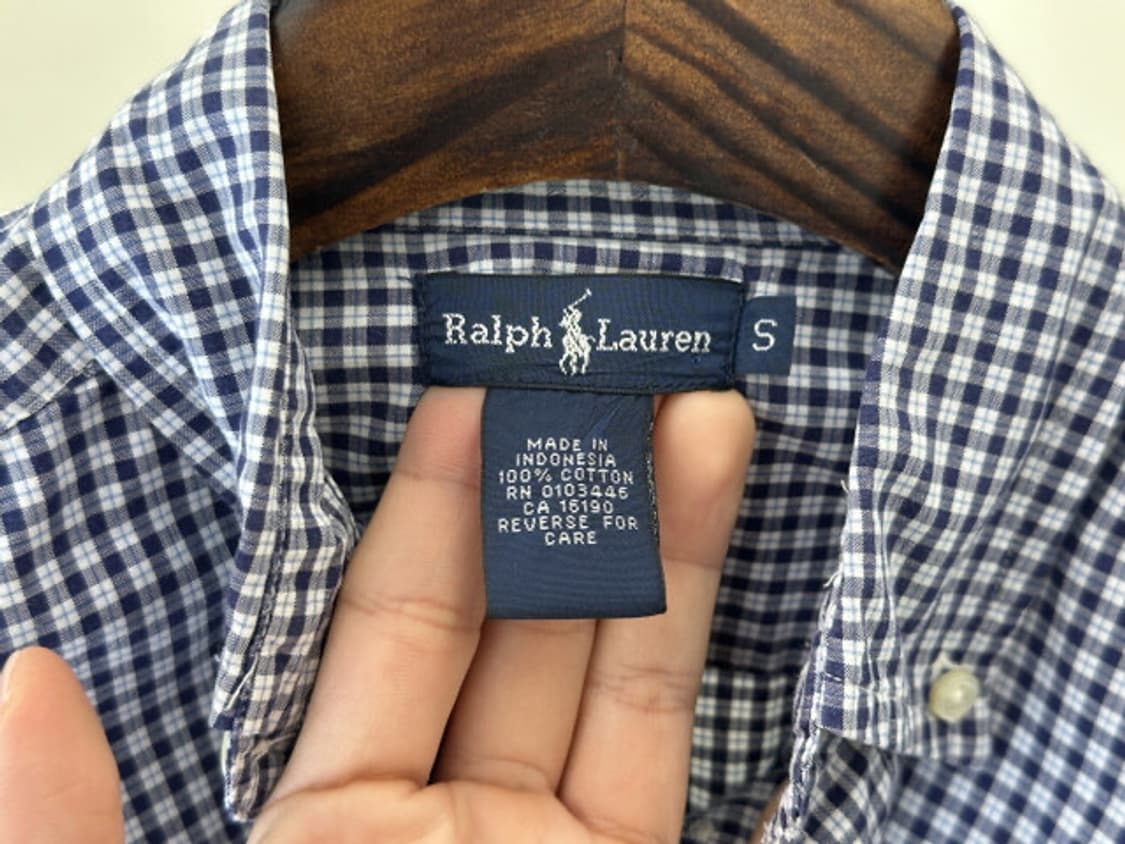 Ralph Lauren
S
MADE IN
INDONESIA
100% COTTON
RN 0103446
CA 16190
REVERSE FOR
CARE